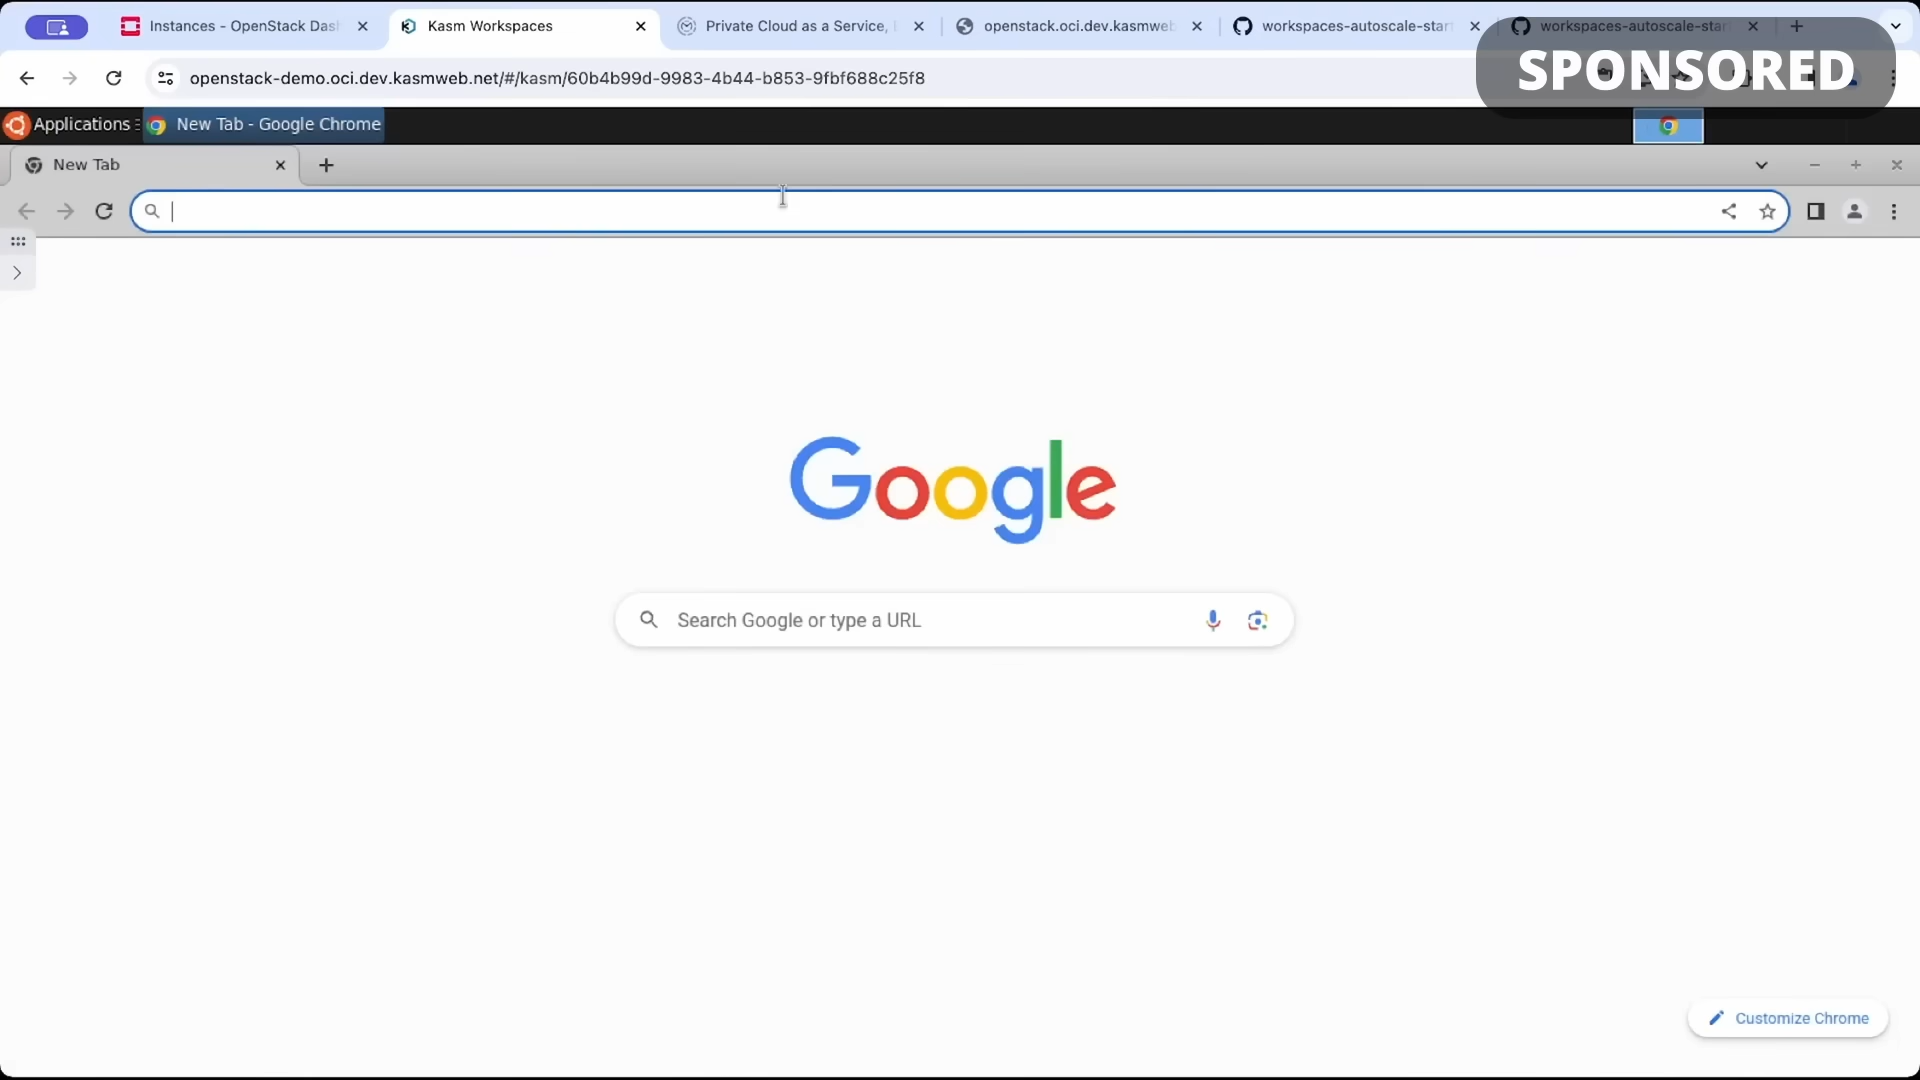 Instances - OpenStack Das
Kasm Workspaces
Private Cloud as a Service,
openstack.oci.dev.kasmweb
workspaces-autoscale-star
workspaces-autoscale-star
openstack-demo.oci.dev.kasmweb.net/#/kasm/60b4b99d-9983-4b44-b853-9fbf688c25f8
SPONSORED
Applications
New Tab - Google Chrome
New Tab
Google
Search Google or type a URL
Customize Chrome